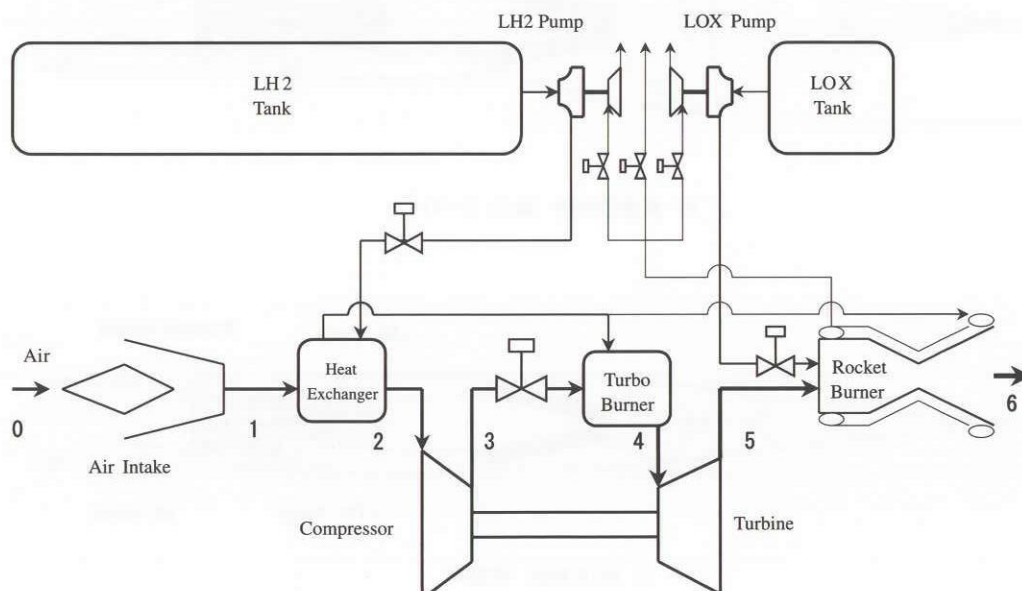 LH2 Pump
LOX Pump
LH2
Tank
LOX
Tank
Air
Heat
Exchanger
Turbo
Burner
Rocket
Burner
0
1
2
3
4
5
6
Air Intake
Compressor
Turbine